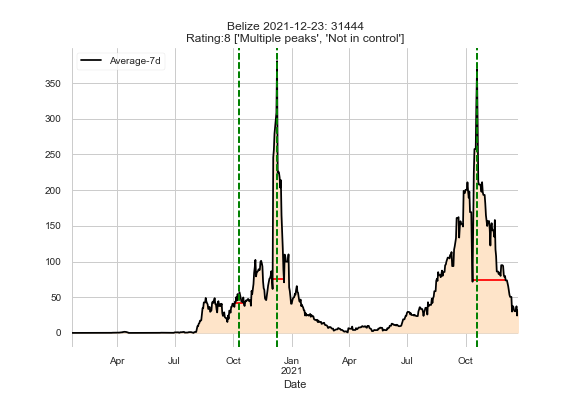 Belize 2021-12-23: 31444
Rating:8 ['Multiple peaks', 'Not in control']
Average-7d
350
300
250
200
150
100
50
0
Apr
Jul
Oct
Jan
2021
Apr
Jul
Oct
Date